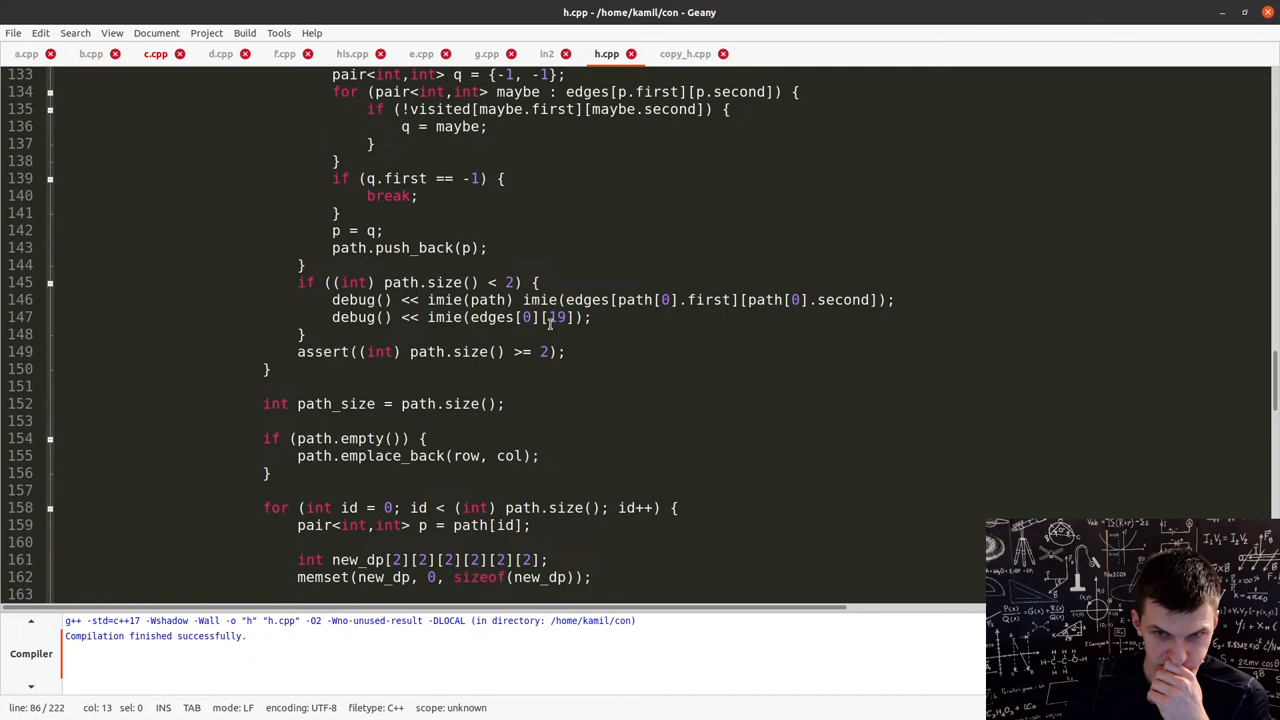 h.cpp - /home/kamil/con - Geany
File Edit Search View Document Project Build Tools Help
a.cpp b.cpp c.cpp d.cpp f.cpp his.cpp e.cpp g.cpp in2 h.cpp copy_h.cpp
133 pair<int,int> q = {-1, -1};
134 for (pair<int,int> maybe : edges[p.first][p.second]) {
135 if (!visited[maybe.first][maybe.second]) {
136 q = maybe;
137 }
138 }
139 if (q.first == -1) {
140 break;
141 }
142 p = q;
143 path.push_back(p);
144 }
145 if ((int) path.size() < 2) {
146 debug() << imie(path) imie(edges[path[0].first][path[0].second]);
147 debug() << imie(edges[0][19]);
148 }
149 assert((int) path.size() >= 2);
150 }
151
152 int path_size = path.size();
153
154 if (path.empty()) {
155 path.emplace_back(row, col);
156 }
157
158 for (int id = 0; id < (int) path.size(); id++) {
159 pair<int,int> p = path[id];
160
161 int new_dp[2][2][2][2][2][2];
162 memset(new_dp, 0, sizeof(new_dp));
163
g++ -std=c++17 -Wshadow -Wall -o "h" "h.cpp" -O2 -Wno-unused-result -DLOCAL (in directory: /home/kamil/con)
Compilation finished successfully.
Compiler
line: 86 / 222 col: 13 sel: 0 INS TAB mode: LF encoding: UTF-8 filetype: C++ scope: unknown